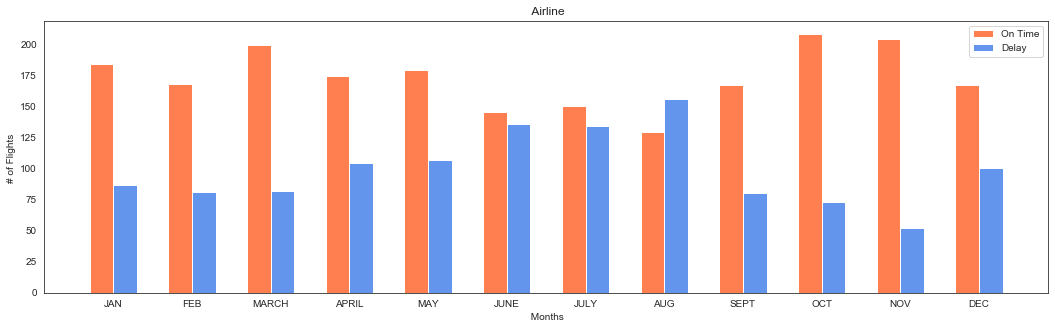 Airline
On Time
Delay
# of Flights
200
175
150
125
100
75
50
25
0
JAN FEB MARCH APRIL MAY JUNE JULY AUG SEPT OCT NOV DEC
Months